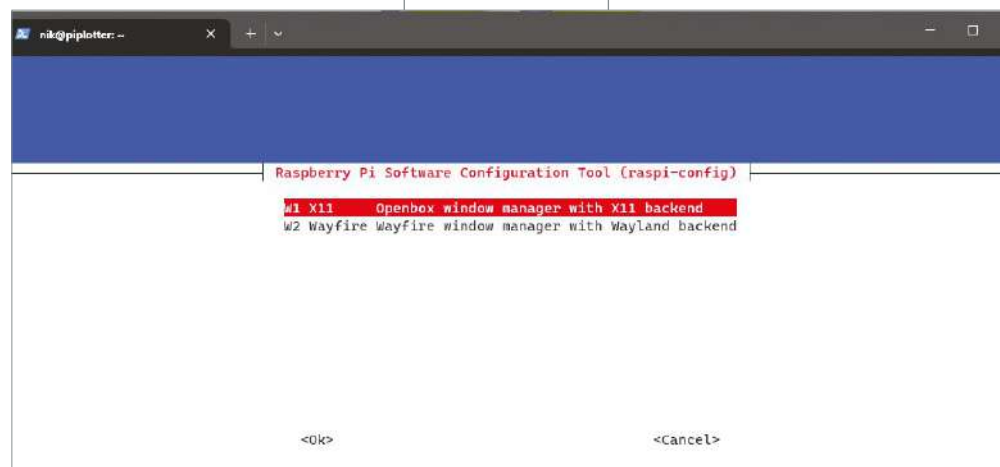 nik@piplotter: ~
Raspberry Pi Software Configuration Tool (raspi-config)
W1 X11 Openbox window manager with X11 backend
W2 Wayfire Wayfire window manager with Wayland backend
<Ok> <Cancel>